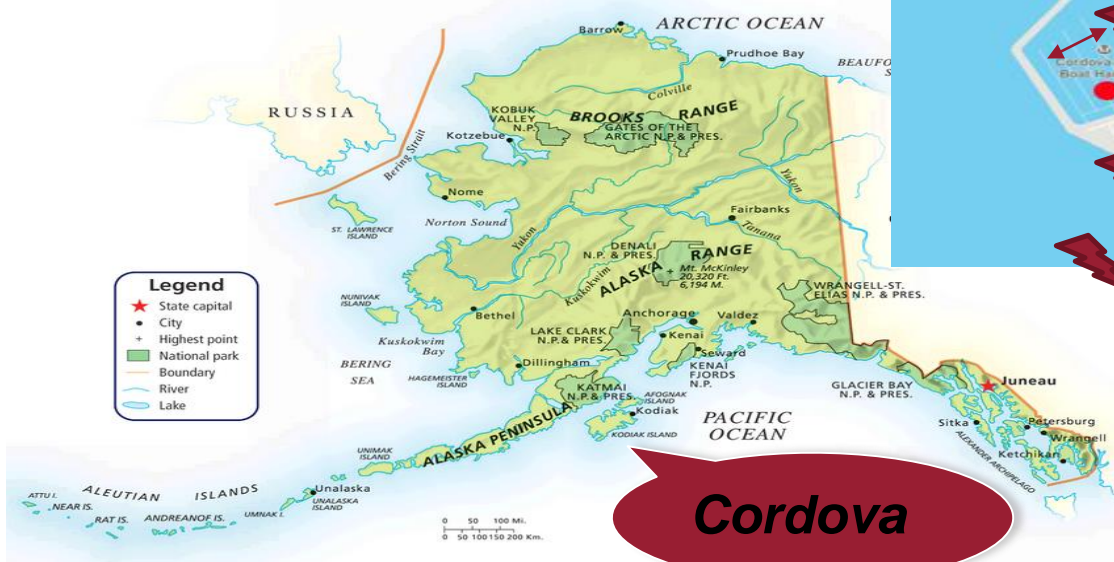 ARCTIC OCEAN
Barrow
Prudhoe Bay
BEAUFO
Cordova
Boat Ha
RUSSIA
Colville
KOBUK
VALLEY
N.P.
BROOKS RANGE
GATES OF THE
ARCTIC N.P.& PRES.
Kotzebue
Bering Strait
Yukon
Nome
Norton Sound
ST. LAWRENCE
ISLAND
Yukon
Fairbanks
Tanana
DENALI
N.P. & PRES.
ALASKA RANGE
Mt. McKinley
20,320 Ft.
6,194 M.
Kuskokwim
WRANGELL-ST.
ELIAS N.P. & PRES.
Legend
State capital
City
Highest point
National park
Boundary
River
Lake
NUNIVAK
ISLAND
Bethel
Kuskokwim
Bay
LAKE CLARK
N.P.& PRES.
Anchorage
Valdez
Kenai
Seward
KENAI
FJORDS
N.P.
BERING
SEA
Dillingham
HAGEMEISTER
ISLAND
KATMAI
N.P.& PRES.
AFOGNAK
ISLAND
Kodiak
KODIAK ISLAND
PACIFIC
OCEAN
GLACIER BAY
N.P. & PRES.
Juneau
Sitka
Petersburg
Wrangell
Ketchikan
ALEXANDER ARCHIPELAGO
ALASKA PENINSULA
UNIMAK
ISLAND
ALEUTIAN ISLANDS
ATTU I.
NEAR IS.
RAT IS.
ANDREANOF IS.
UMNAK I.
Unalaska
UNALASKA
ISLAND
0 50 100 Mi.
0 50 100 150 200 Km.
Cordova